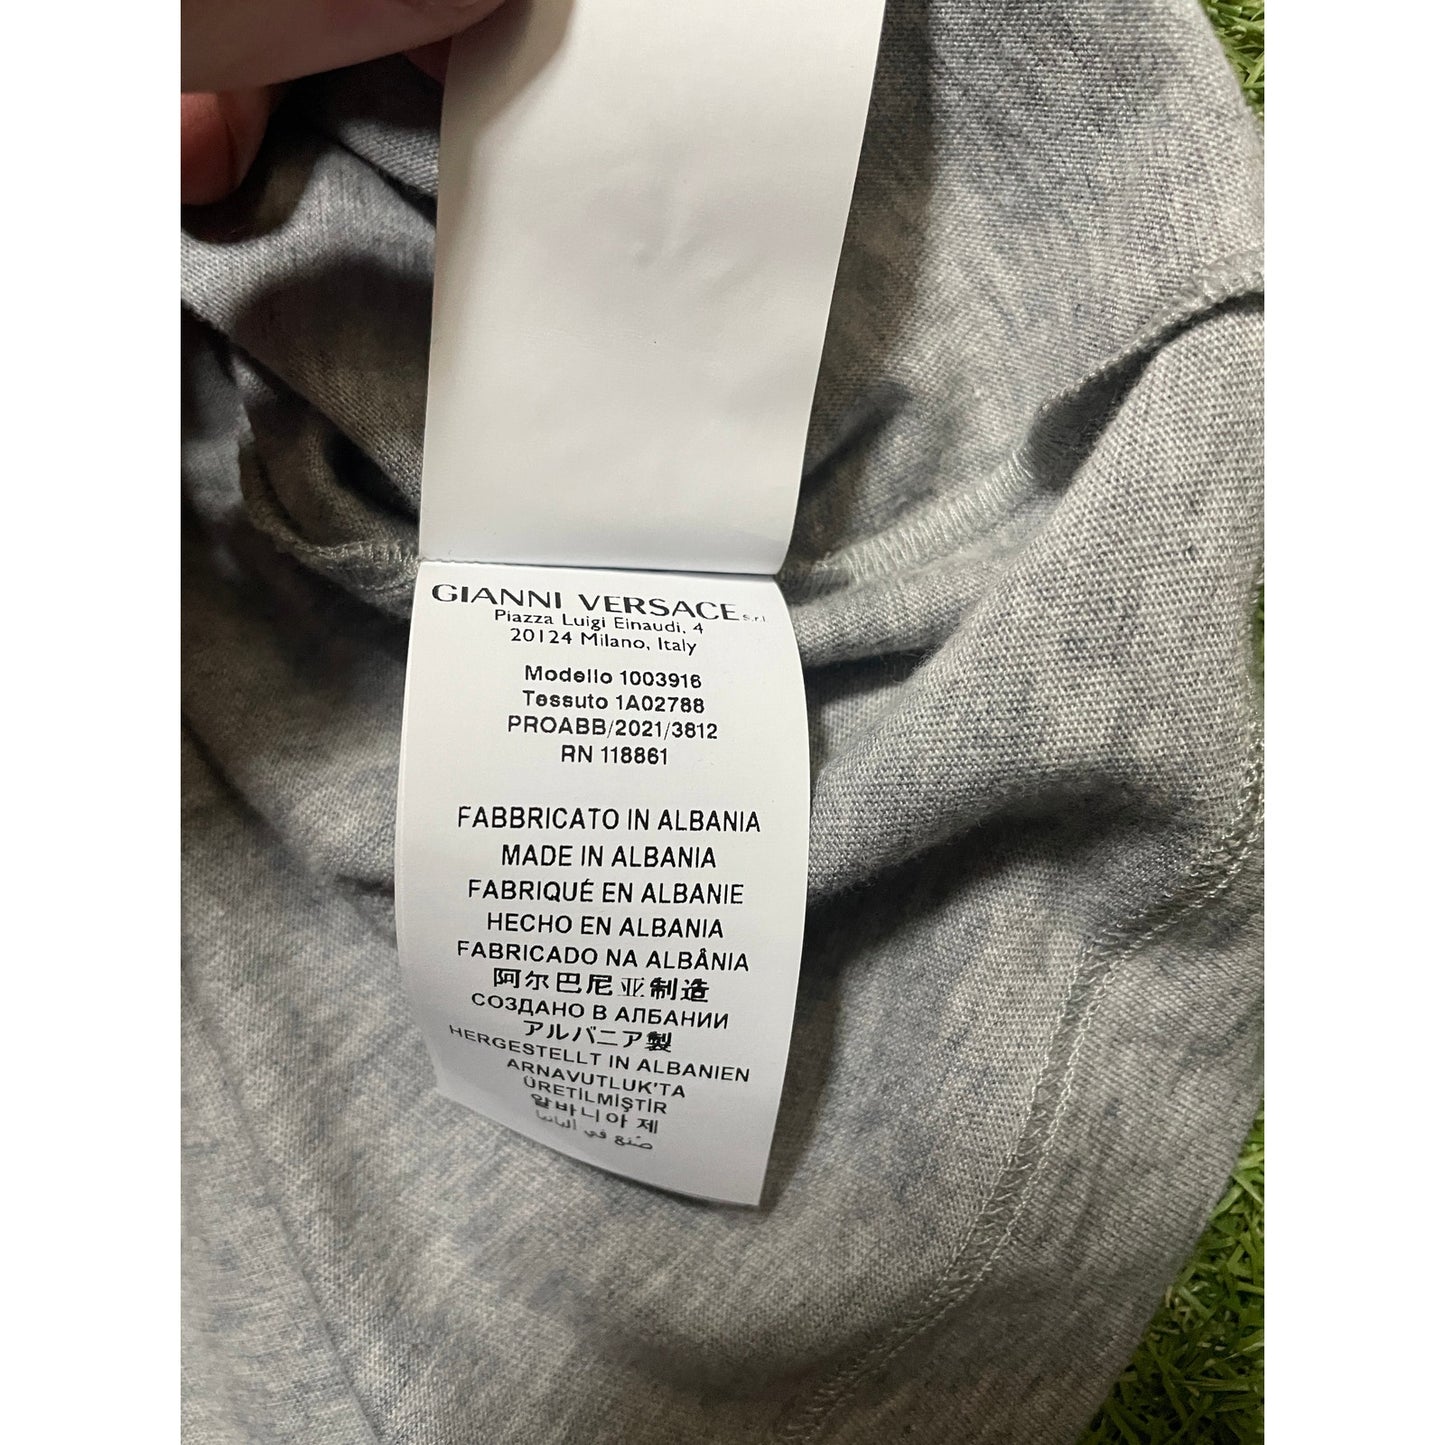 GIANNI VERSACE s.r.l
Piazza Luigi Einaudi, 4
20124 Milano, Italy
Modello 1003916
Tessuto 1A02788
PROABB/2021/3812
RN 118861
FABBRICATO IN ALBANIA
MADE IN ALBANIA
FABRIQUÉ EN ALBANIE
HECHO EN ALBANIA
FABRICADO NA ALBÂNIA
阿尔巴尼亚制造
СОЗДАНО В АЛБАНИИ
アルバニア製
HERGESTELLT IN ALBANIEN
ARNAVUTLUK'TA
ÜRETİLMİŞTİR
알바니아 제
صنع في ألبانيا